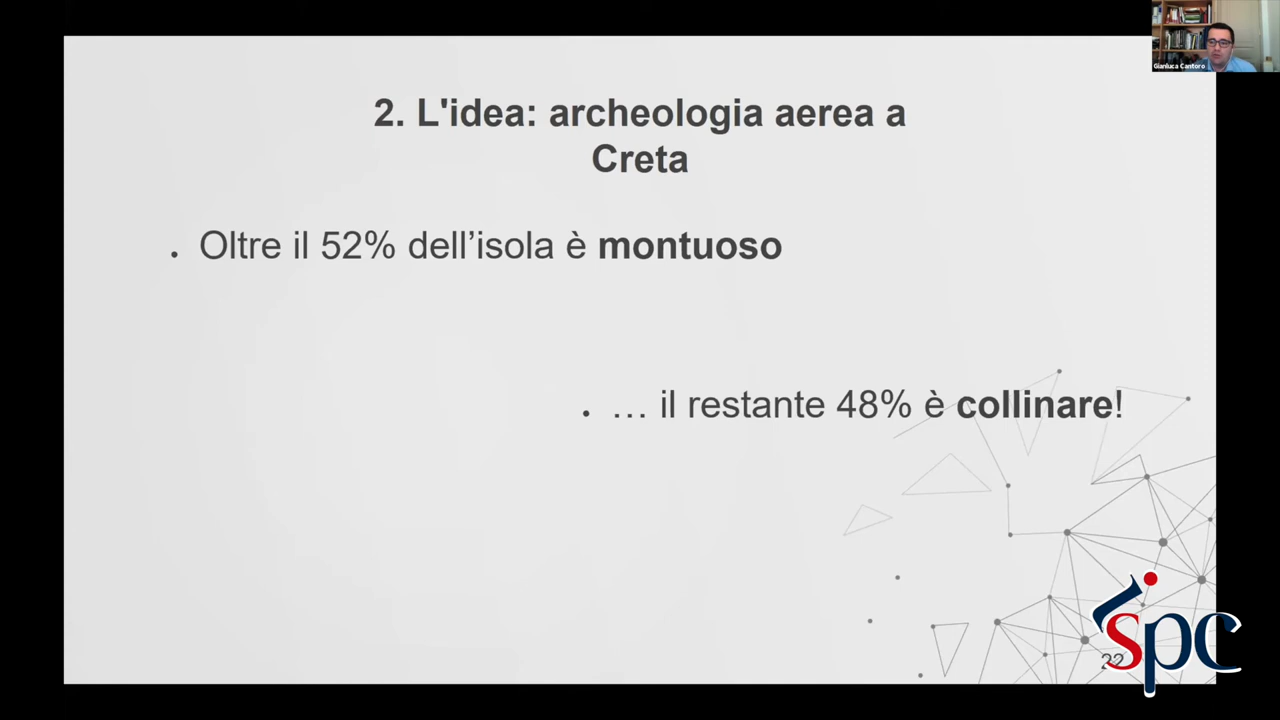 Gianluca Cantoro
2. L'idea: archeologia aerea a
Creta
. Oltre il 52% dell’isola è montuoso
. … il restante 48% è collinare!
22
spc